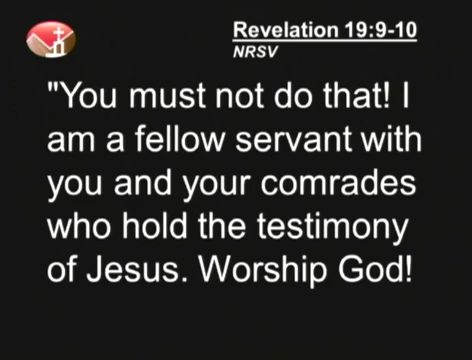 Revelation 19:9-10
NRSV
"You must not do that! I
am a fellow servant with
you and your comrades
who hold the testimony
of Jesus. Worship God!